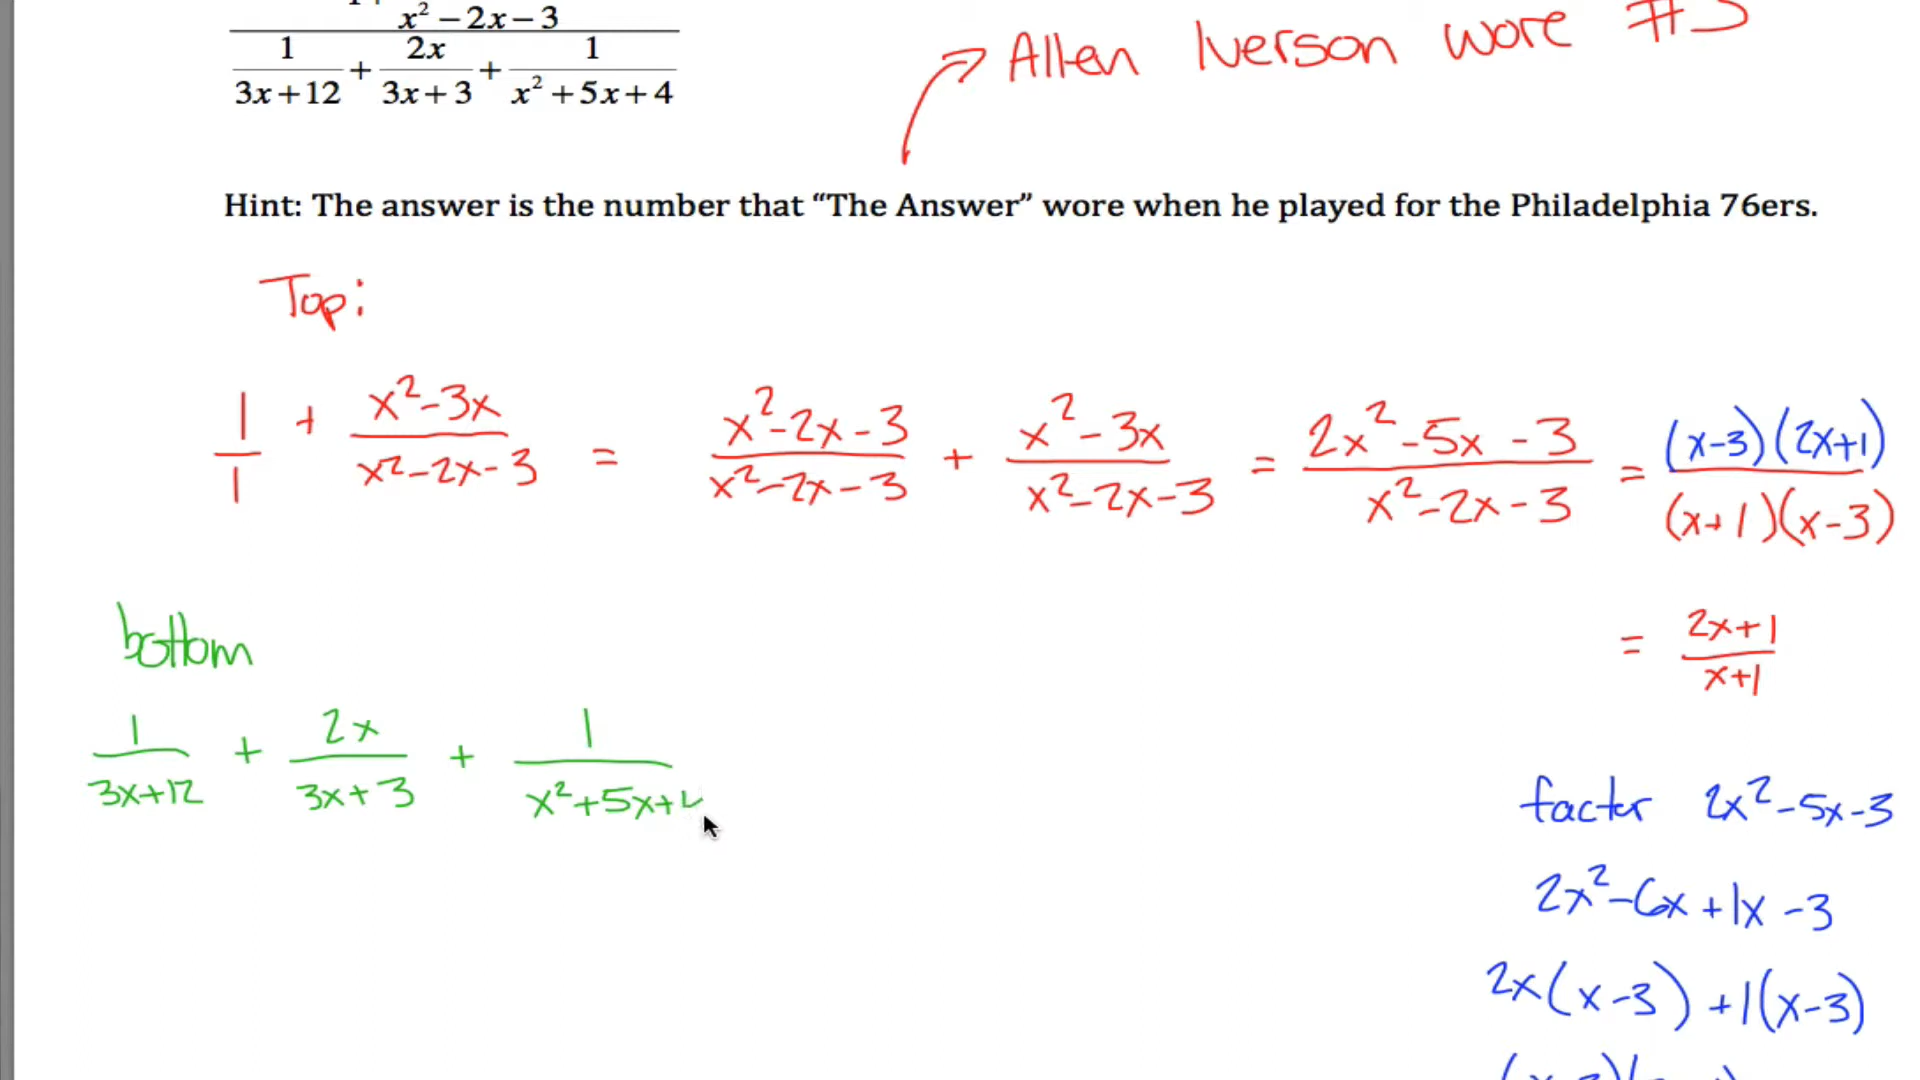 x² − 2x − 3
1 2x 1
+ +
3x+12 3x+3 x² +5x+4
Allen Iverson wore #3
Hint: The answer is the number that “The Answer” wore when he played for the Philadelphia 76ers.
Top:
1/1 + (x²-3x)/(x²-2x-3) = (x²-2x-3)/(x²-2x-3) + (x²-3x)/(x²-2x-3) = (2x²-5x-3)/(x²-2x-3) = (x-3)(2x+1)/(x+1)(x-3)
= (2x+1)/(x+1)
bottom
1/(3x+12) + 2x/(3x+3) + 1/(x²+5x+4
factor 2x²-5x-3
2x²-6x+1x-3
2x(x-3)+1(x-3)